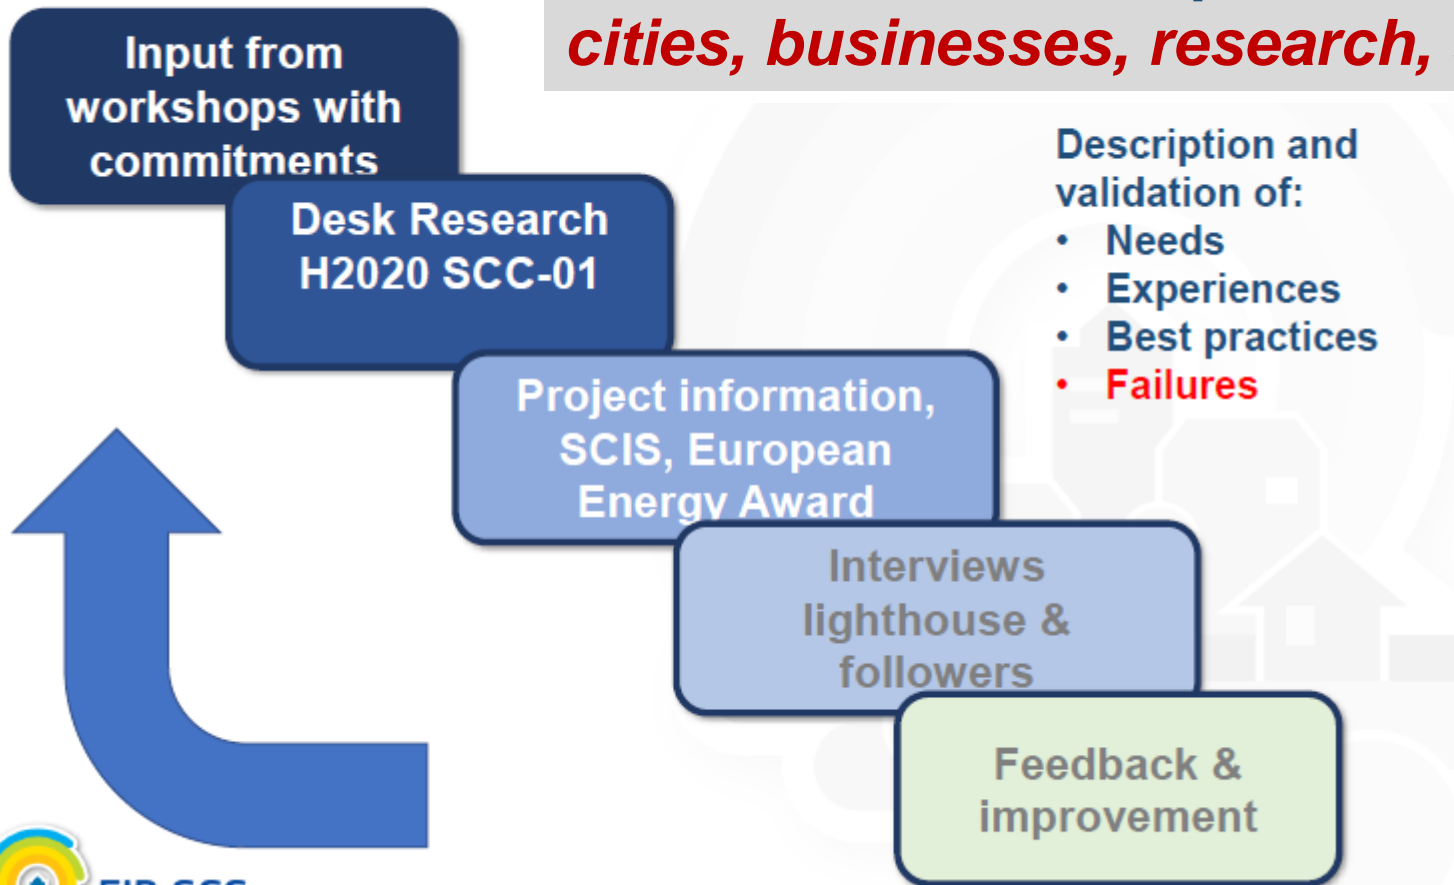 cities, businesses, research,
Input from
workshops with
commitments
Desk Research
H2020 SCC-01
Project information,
SCIS, European
Energy Award
Interviews
lighthouse &
followers
Feedback &
improvement
Description and
validation of:
• Needs
• Experiences
• Best practices
• Failures